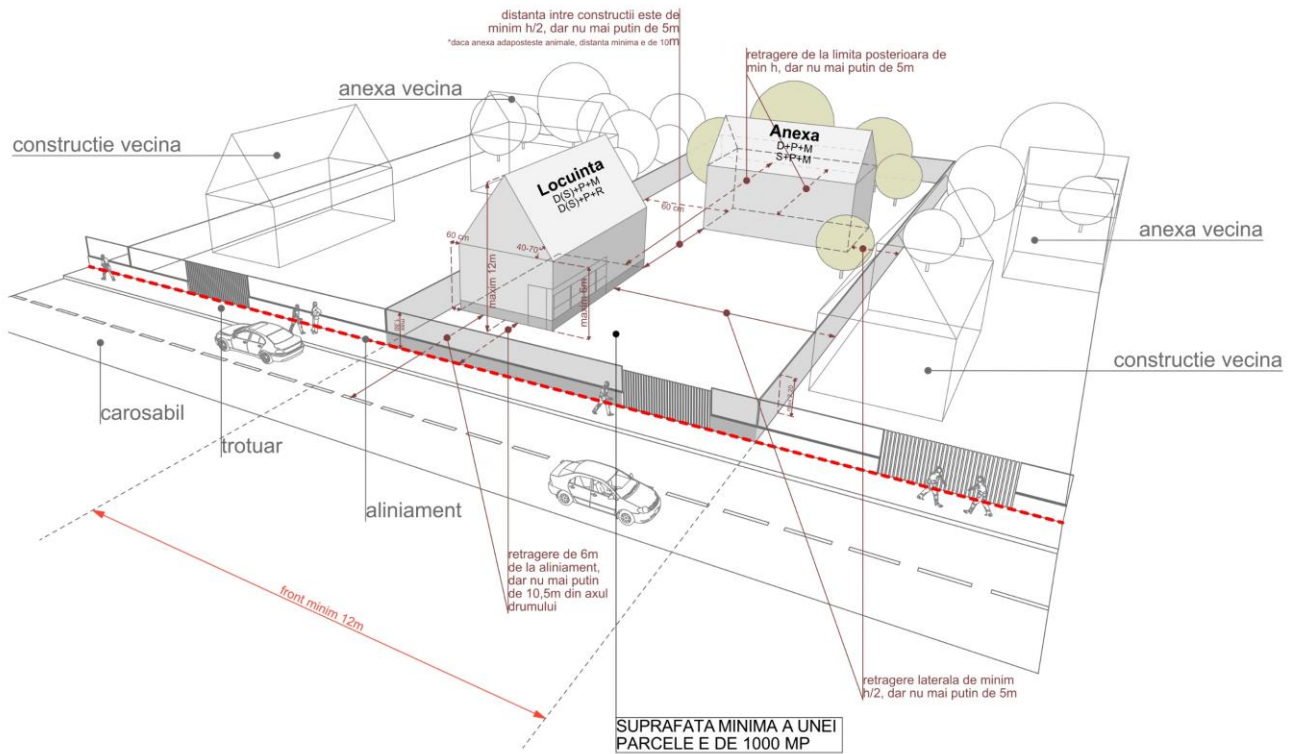 distanta intre constructii este de
minim h/2, dar nu mai putin de 5m
*daca anexa adaposteste animale, distanta minima e de 10m
retragere de la limita posterioara de
min h, dar nu mai putin de 5m
anexa vecina
constructie vecina
Anexa
D+P+M
S+P+M
Locuinta
D(S)+P+M
D(S)+P+R
60 cm
60 cm
40-70°
maxim 12m
maxim 6m
anexa vecina
constructie vecina
carosabil
trotuar
aliniament
front minim 12m
retragere de 6m
de la aliniament,
dar nu mai putin
de 10,5m din axul
drumului
retragere laterala de minim
h/2, dar nu mai putin de 5m
SUPRAFATA MINIMA A UNEI
PARCELE E DE 1000 MP